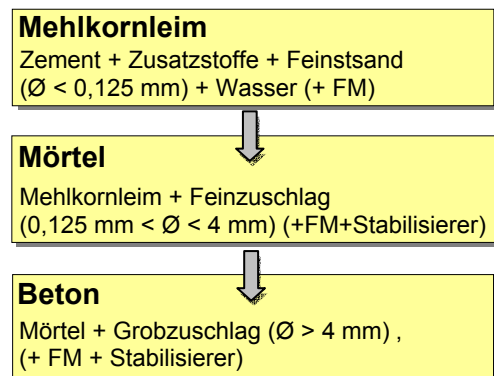 Mehlkornleim
Zement + Zusatzstoffe + Feinstsand
(Ø < 0,125 mm) + Wasser (+ FM)
Mörtel
Mehlkornleim + Feinzuschlag
(0,125 mm < Ø < 4 mm) (+FM+Stabilisierer)
Beton
Mörtel + Grobzuschlag (Ø > 4 mm) ,
(+ FM + Stabilisierer)